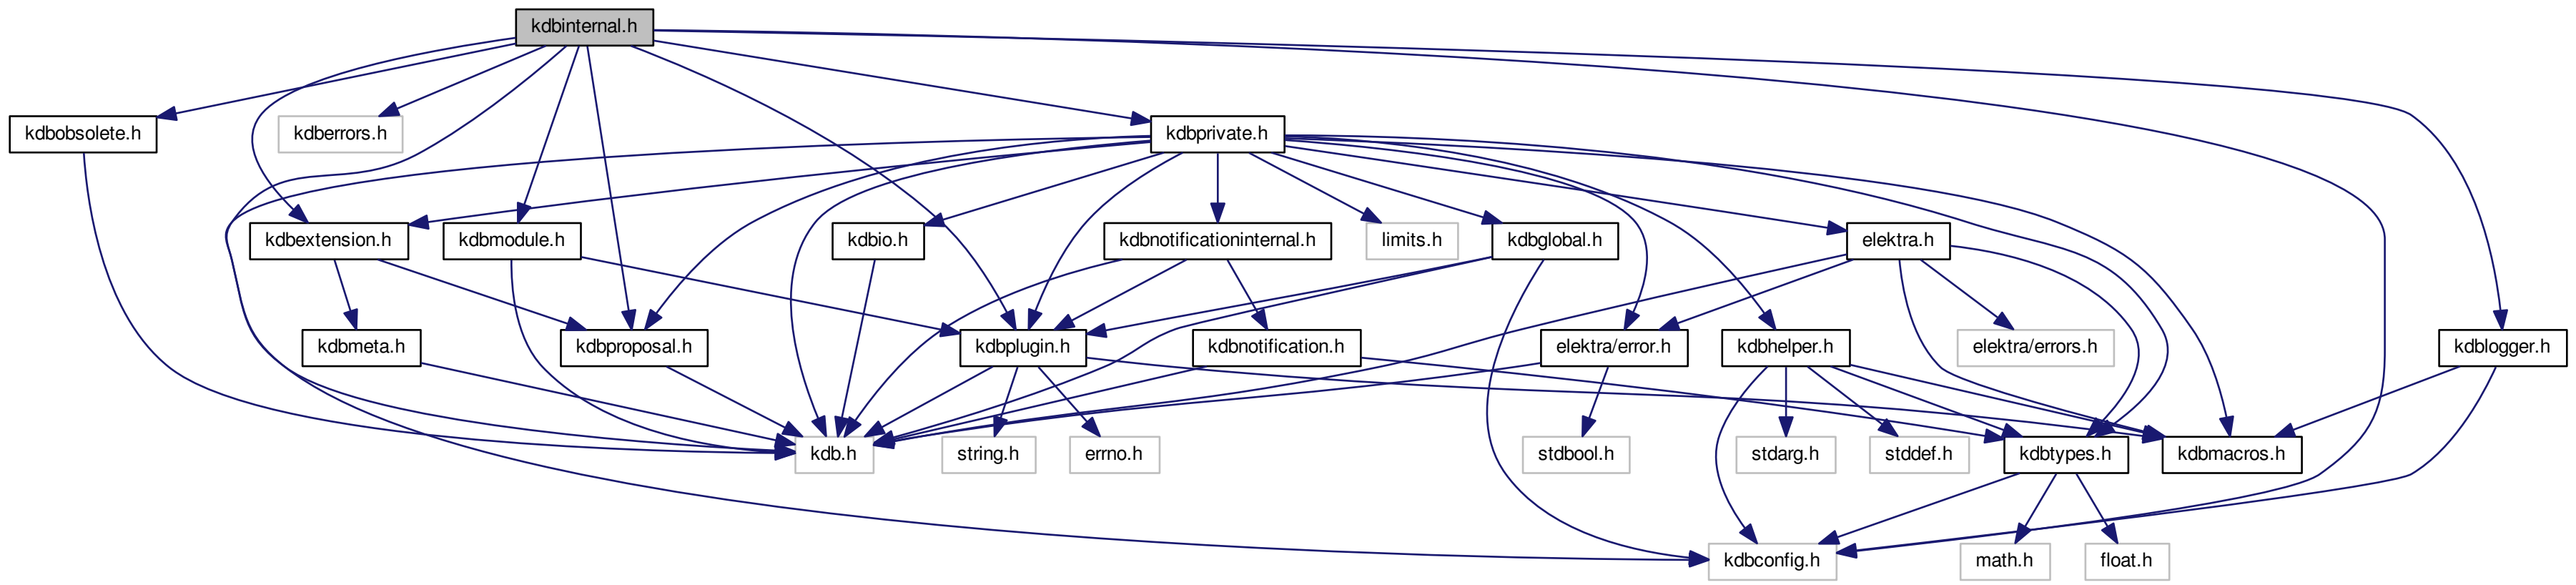 kdbinternal.h
kdbobsolete.h
kdberrors.h
kdbprivate.h
kdbextension.h
kdbmodule.h
kdbio.h
kdbnotificationinternal.h
limits.h
kdbglobal.h
elektra.h
kdbmeta.h
kdbproposal.h
kdbplugin.h
kdbnotification.h
elektra/error.h
kdbhelper.h
elektra/errors.h
kdblogger.h
kdb.h
string.h
errno.h
stdbool.h
stdarg.h
stddef.h
kdbtypes.h
kdbmacros.h
kdbconfig.h
math.h
float.h